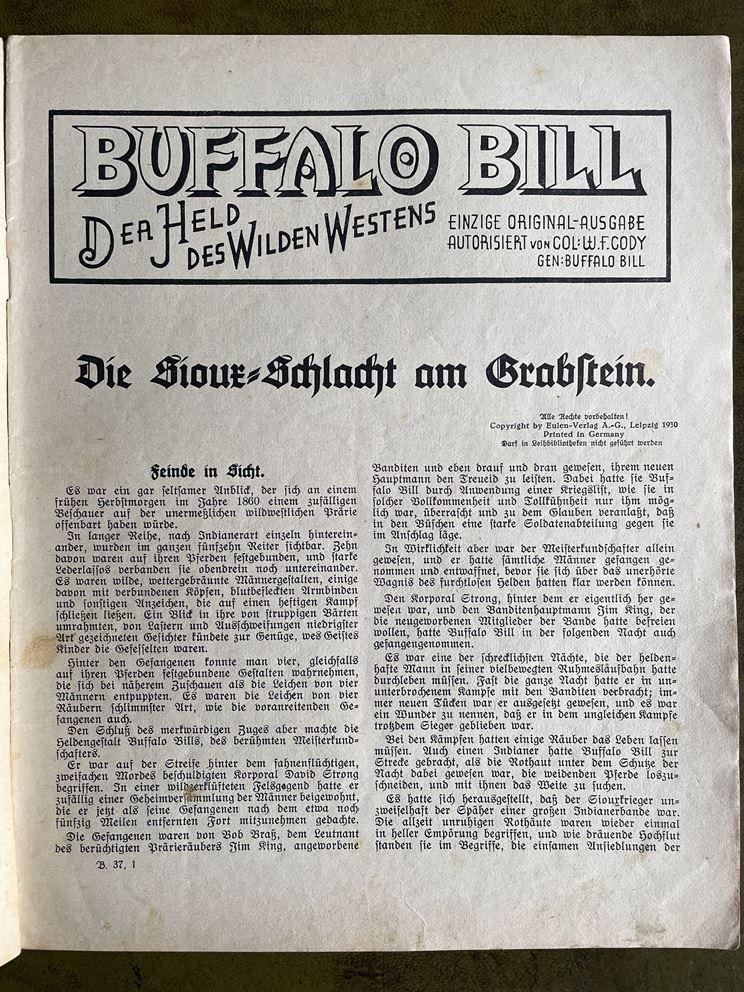 BUFFALO BILL
DER HELD
DES WILDEN WESTENS
EINZIGE ORIGINAL-AUSGABE
AUTORISIERT VON COL: W. F. CODY
GEN: BUFFALO BILL
Die Sioux-Schlacht am Grabstein.
Alle Rechte vorbehalten!
Copyright by Eulen-Verlag A.-G., Leipzig 1930
Printed in Germany
Darf in Leihbibliotheken nicht geführt werden
Feinde in Sicht.
Es war ein gar seltsamer Anblick, der sich an einem
frühen Herbstmorgen im Jahre 1860 einem zufälligen
Beschauer auf der unermeßlichen wildwestlichen Prärie
offenbart haben würde.
In langer Reihe, nach Indianerart einzeln hinterein-
ander, wurden im ganzen fünfzehn Reiter sichtbar. Zehn
davon waren auf ihren Pferden festgebunden, und starke
Lederlassos verbanden sie obendrein noch untereinander.
Es waren wilde, wettergebräunte Männergestalten, einige
davon mit verbundenen Köpfen, blutbefleckten Armbinden
und sonstigen Anzeichen, die auf einen heftigen Kampf
schließen ließen. Ein Blick in ihre von struppigen Bärten
umrahmten, von Lastern und Ausschweifungen niedrigster
Art gezeichneten Gesichter kündete zur Genüge, wes Geistes
Kinder die Gefesselten waren.
Hinter den Gefangenen konnte man vier, gleichfalls
auf ihren Pferden festgebundene Gestalten wahrnehmen,
die sich bei näherem Zuschauen als die Leichen von vier
Männern entpuppten. Es waren die Leichen von vier
Räubern schlimmster Art, wie die voranreitenden Ge-
fangenen auch.
Den Schluß des merkwürdigen Zuges aber machte die
Heldengestalt Buffalo Bills, des berühmten Meisterkund-
schafters.
Er war auf der Streife hinter dem fahnenflüchtigen,
zweifachen Mordes beschuldigten Korporal David Strong
begriffen. In einer wildzerklüfteten Felsgegend hatte er
zufällig einer Geheimversammlung der Männer beigewohnt,
die er jetzt als seine Gefangenen nach dem etwa noch
fünfzig Meilen entfernten Fort mitzunehmen gedachte.
Die Gefangenen waren von Bob Braß, dem Leutnant
des berüchtigten Prärieräubers Jim King, angeworbene
B. 37, 1
Banditen und eben drauf und dran gewesen, ihrem neuen
Hauptmann den Treueid zu leisten. Dabei hatte sie Buf-
falo Bill durch Anwendung einer Kriegslist, wie sie in
solcher Vollkommenheit und Tollkühnheit nur ihm mög-
lich war, überrascht und zu dem Glauben veranlaßt, daß
in den Büschen eine starke Soldatenabteilung gegen sie
im Anschlag läge.
In Wirklichkeit aber war der Meisterkundschafter allein
gewesen, und er hatte sämtliche Männer gefangen ge-
nommen und entwaffnet, bevor sie sich über das unerhörte
Wagnis des furchtlosen Helden hatten klar werden können.
Den Korporal Strong, hinter dem er eigentlich her ge-
wesen war, und den Banditenhauptmann Jim King, der
die neugeworbenen Mitglieder der Bande hatte befreien
wollen, hatte Buffalo Bill in der folgenden Nacht auch
gefangengenommen.
Es war eine der schrecklichsten Nächte, die der helden-
hafte Mann in seiner vielbewegten Ruhmeslaufbahn hatte
durchleben müssen. Fast die ganze Nacht hatte er in un-
unterbrochenem Kampfe mit den Banditen verbracht; im-
mer neuen Tücken war er ausgesetzt gewesen, und es war
ein Wunder zu nennen, daß er in dem ungleichen Kampfe
trotzdem Sieger geblieben war.
Bei den Kämpfen hatten einige Räuber das Leben lassen
müssen. Auch einen Indianer hatte Buffalo Bill zur
Strecke gebracht, als die Rothaut unter dem Schutze der
Nacht dabei gewesen war, die weidenden Pferde loszu-
schneiden, und mit ihnen das Weite zu suchen.
Es hatte sich herausgestellt, daß der Siouxkrieger un-
zweifelhaft der Späher einer großen Indianerbande war.
Die allzeit unruhigen Rothäute waren wieder einmal
in heller Empörung begriffen, und wie dräuende Hochflut
standen sie im Begriffe, die einsamen Ansiedlungen der